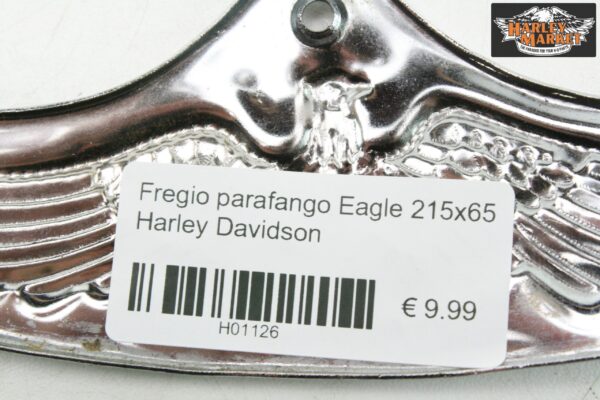 HARLEY
MARKET
Fregio parafango Eagle 215x65
Harley Davidson
€ 9.99
H01126